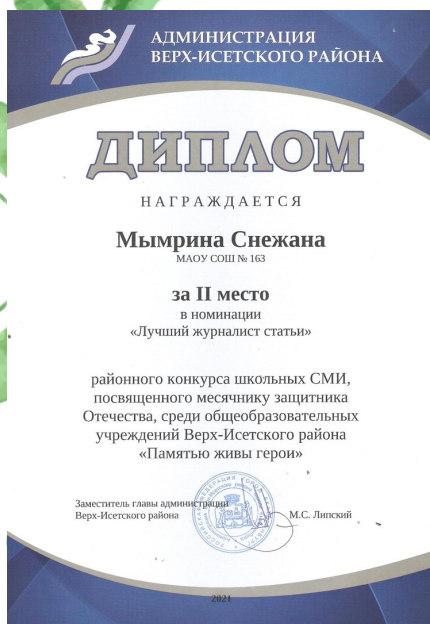 АДМИНИСТРАЦИЯ
ВЕРХ-ИСЕТСКОГО РАЙОНА
ДИПЛОМ
НАГРАЖДАЕТСЯ
Мымрина Снежана
МАОУ СОШ № 163
за II место
в номинации
«Лучший журналист статьи»
районного конкурса школьных СМИ,
посвященного месячнику защитника
Отечества, среди общеобразовательных
учреждений Верх-Исетского района
«Памятью живы герои»
Заместитель главы администрации
Верх-Исетского района
М.С. Липский
2021